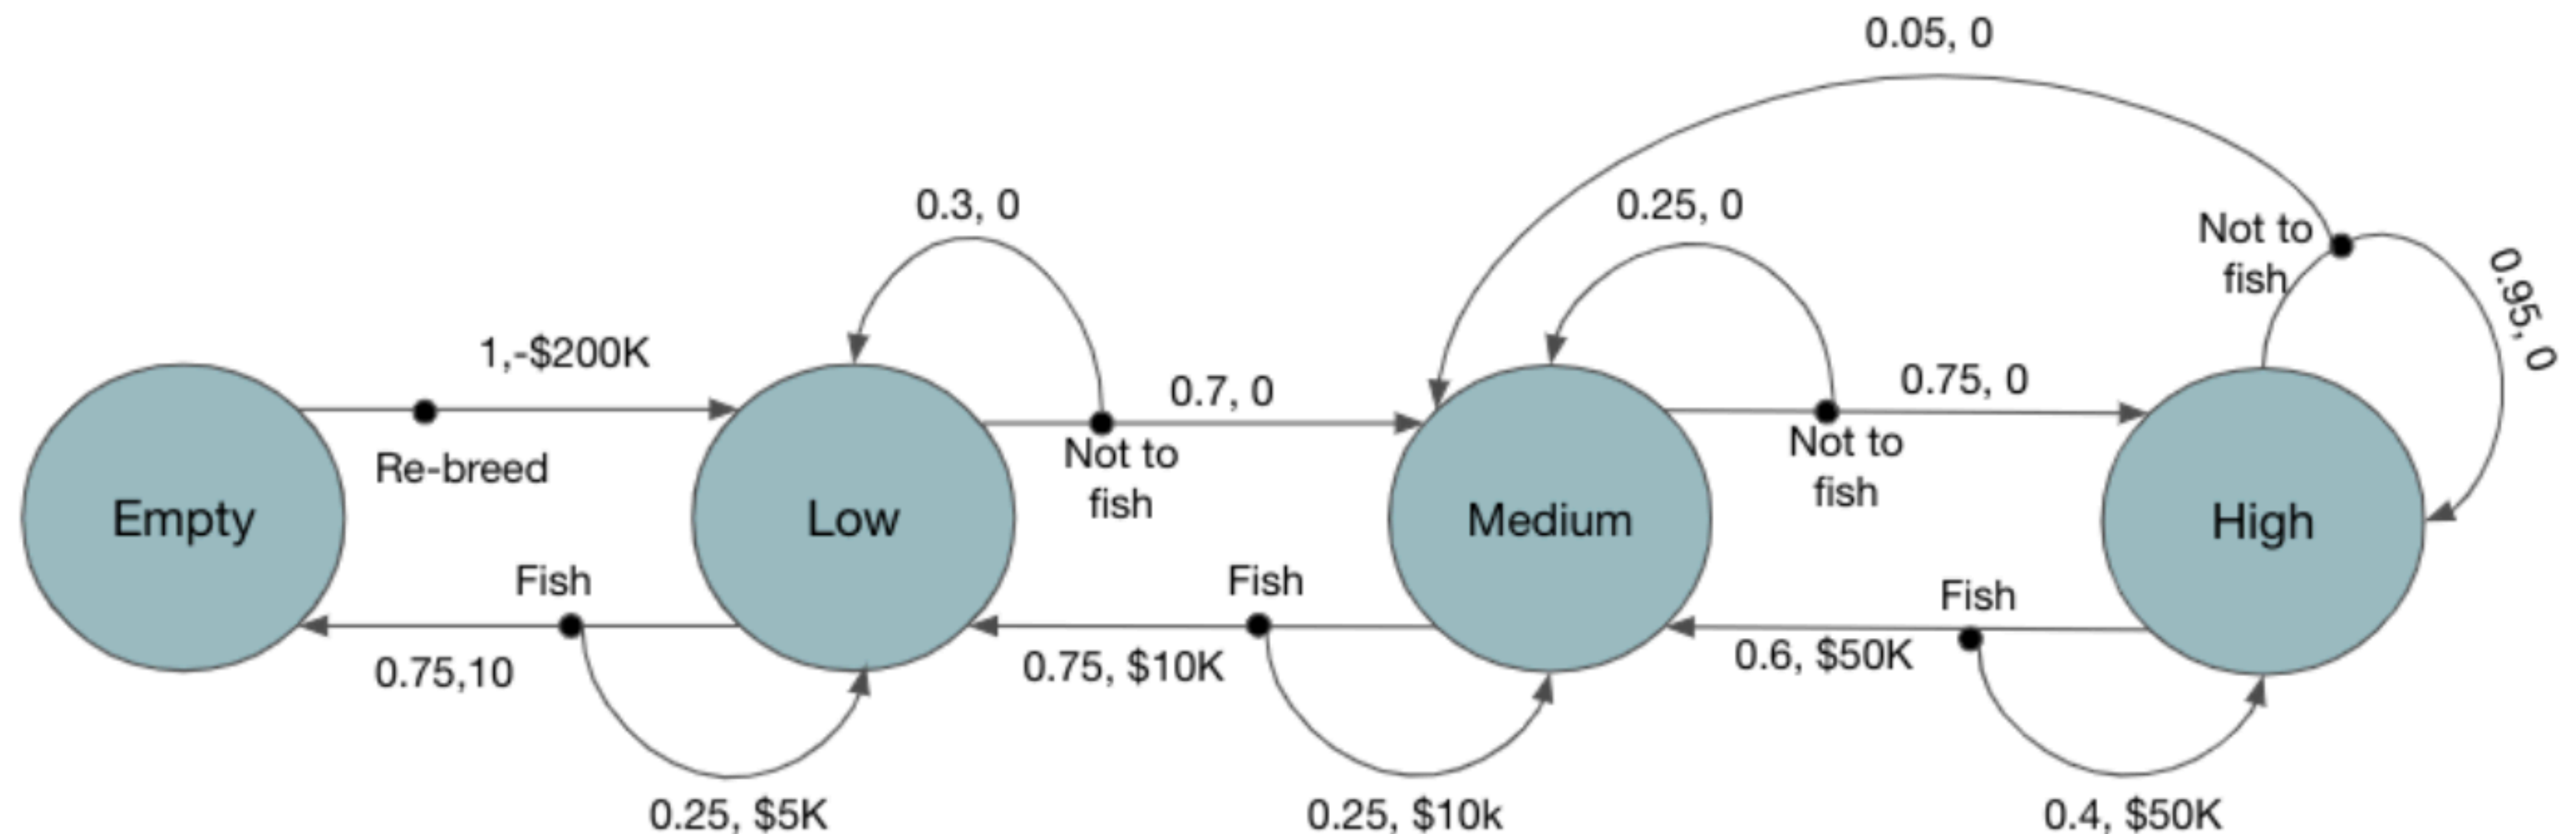 0.05, 0
0.3, 0
0.25, 0
Not to
fish
0.95, 0
1,-$200K
0.7, 0
0.75, 0
Re-breed
Not to
fish
Not to
fish
Empty
Low
Medium
High
Fish
Fish
Fish
0.75,10
0.75, $10K
0.6, $50K
0.25, $5K
0.25, $10k
0.4, $50K